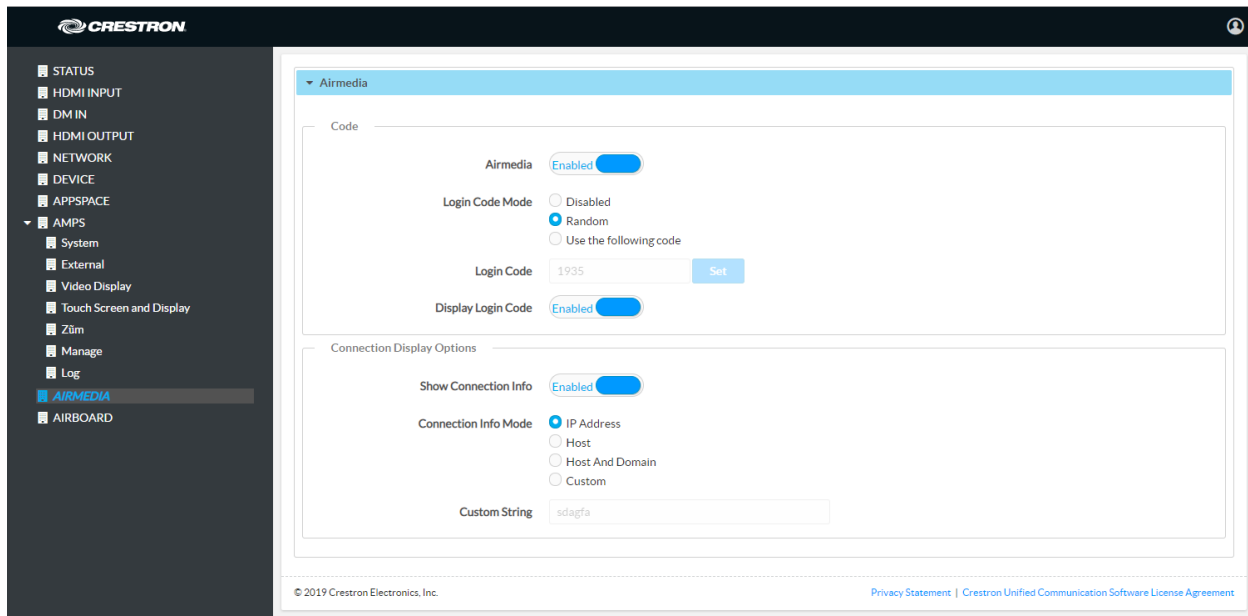 CRESTRON.
STATUS
HDMI INPUT
DM IN
HDMI OUTPUT
NETWORK
DEVICE
APPSPACE
AMPS
System
External
Video Display
Touch Screen and Display
Zūm
Manage
Log
AIRMEDIA
AIRBOARD
Airmedia
Code
Airmedia Enabled
Login Code Mode Disabled
Random
Use the following code
Login Code 1935 Set
Display Login Code Enabled
Connection Display Options
Show Connection Info Enabled
Connection Info Mode IP Address
Host
Host And Domain
Custom
Custom String sdagfa
© 2019 Crestron Electronics, Inc. Privacy Statement | Crestron Unified Communication Software License Agreement